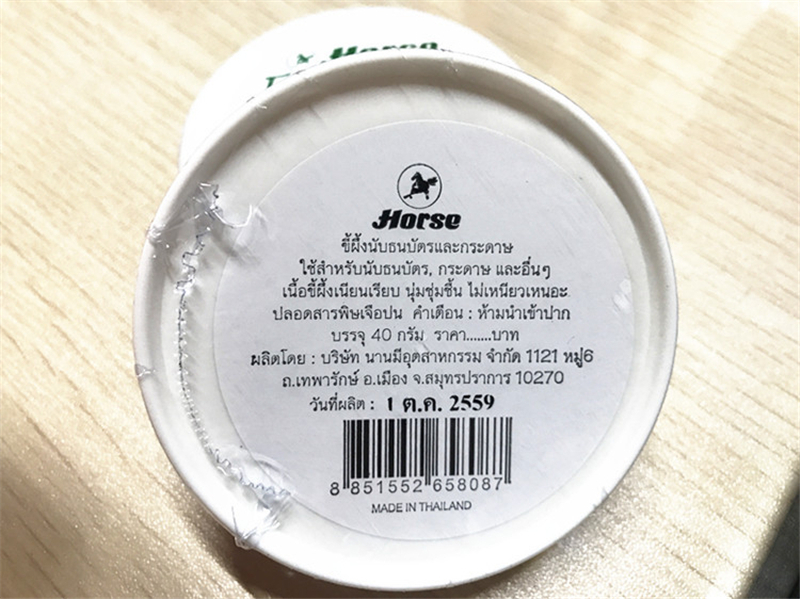 Horse
Horse
ขี้ผึ้งนับธนบัตรและกระดาษ
ใช้สำหรับนับธนบัตร, กระดาษ และอื่นๆ
เนื้อขี้ผึ้งเนียนเรียบ นุ่มชุ่มชื้น ไม่เหนียวเหนอะ
ปลอดสารพิษเจือปน คำเตือน : ห้ามนำเข้าปาก
บรรจุ 40 กรัม ราคา.......บาท
ผลิตโดย : บริษัท นานมีอุตสาหกรรม จำกัด 1121 หมู่6
ถ.เทพารักษ์ อ.เมือง จ.สมุทรปราการ 10270
วันที่ผลิต : 1 ต.ค. 2559
8 851552 658087
MADE IN THAILAND